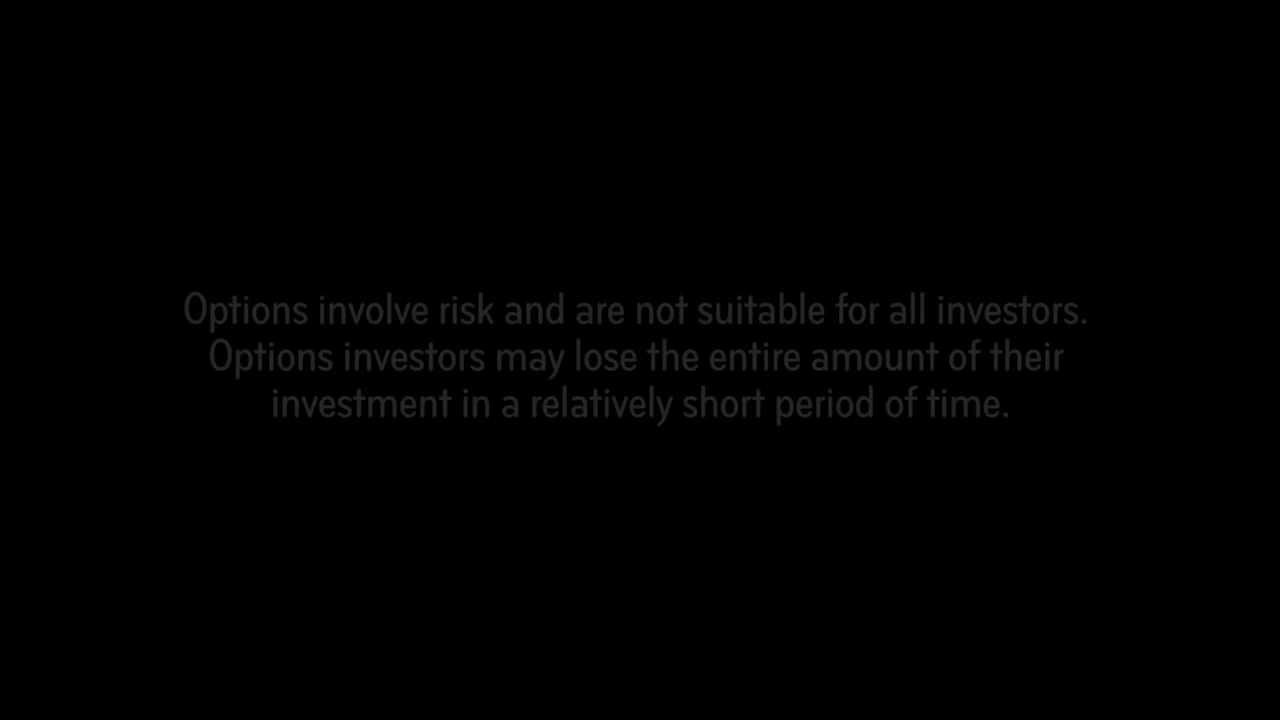 Options involve risk and are not suitable for all investors.
Options investors may lose the entire amount of their
investment in a relatively short period of time.